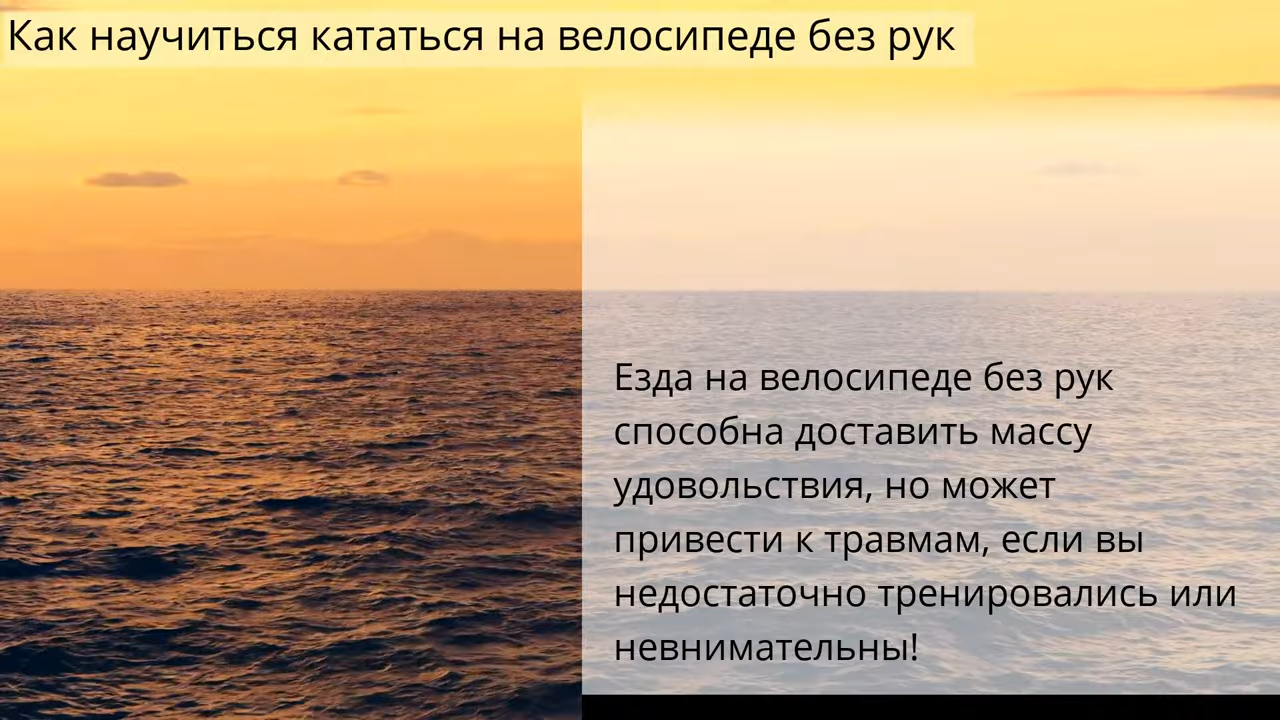 Как научиться кататься на велосипеде без рук
Езда на велосипеде без рук
способна доставить массу
удовольствия, но может
привести к травмам, если вы
недостаточно тренировались или
невнимательны!